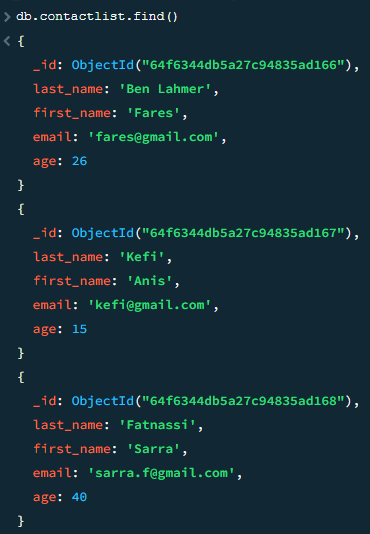 > db.contactlist.find()
< {
_id: ObjectId("64f6344db5a27c94835ad166"),
last_name: 'Ben Lahmer',
first_name: 'Fares',
email: 'fares@gmail.com',
age: 26
}
{
_id: ObjectId("64f6344db5a27c94835ad167"),
last_name: 'Kefi',
first_name: 'Anis',
email: 'kefi@gmail.com',
age: 15
}
{
_id: ObjectId("64f6344db5a27c94835ad168"),
last_name: 'Fatnassi',
first_name: 'Sarra',
email: 'sarra.f@gmail.com',
age: 40
}